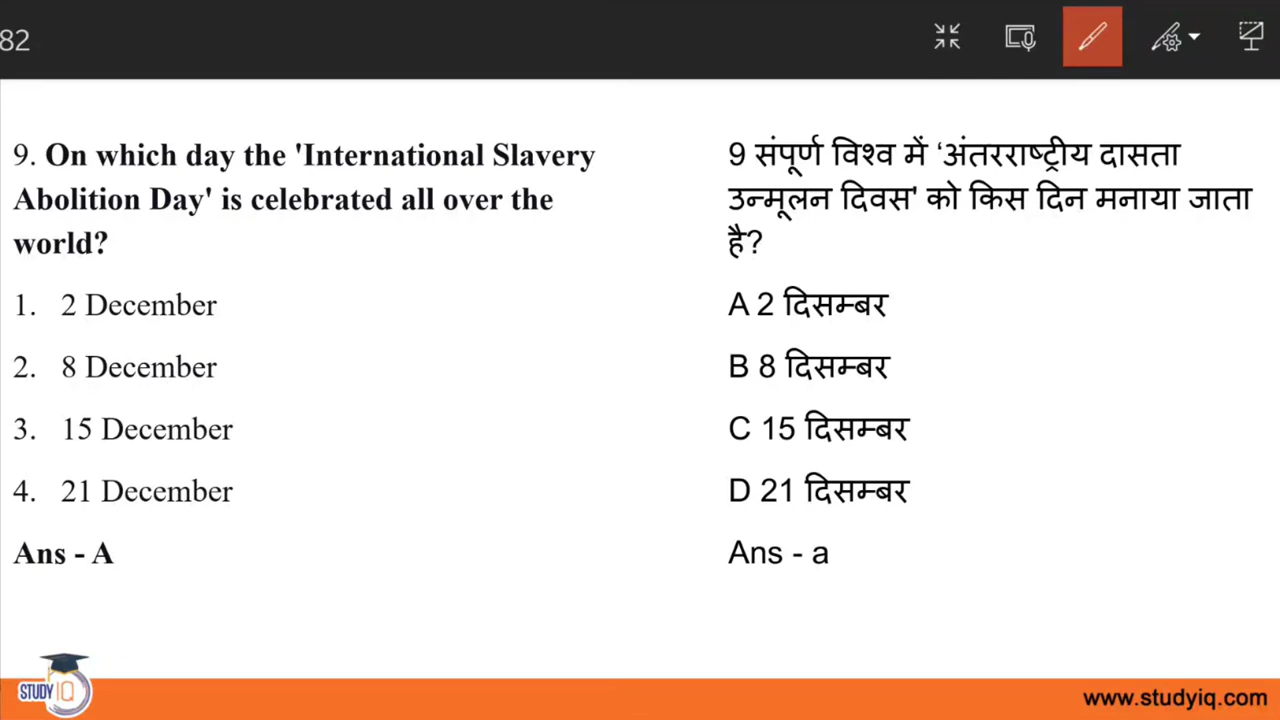 82
9. On which day the 'International Slavery
Abolition Day' is celebrated all over the
world?
1. 2 December
2. 8 December
3. 15 December
4. 21 December
Ans - A
9 संपूर्ण विश्व में ‘अंतरराष्ट्रीय दासता
उन्मूलन दिवस' को किस दिन मनाया जाता
है?
A 2 दिसम्बर
B 8 दिसम्बर
C 15 दिसम्बर
D 21 दिसम्बर
Ans - a
STUDY IQ
www.studyiq.com